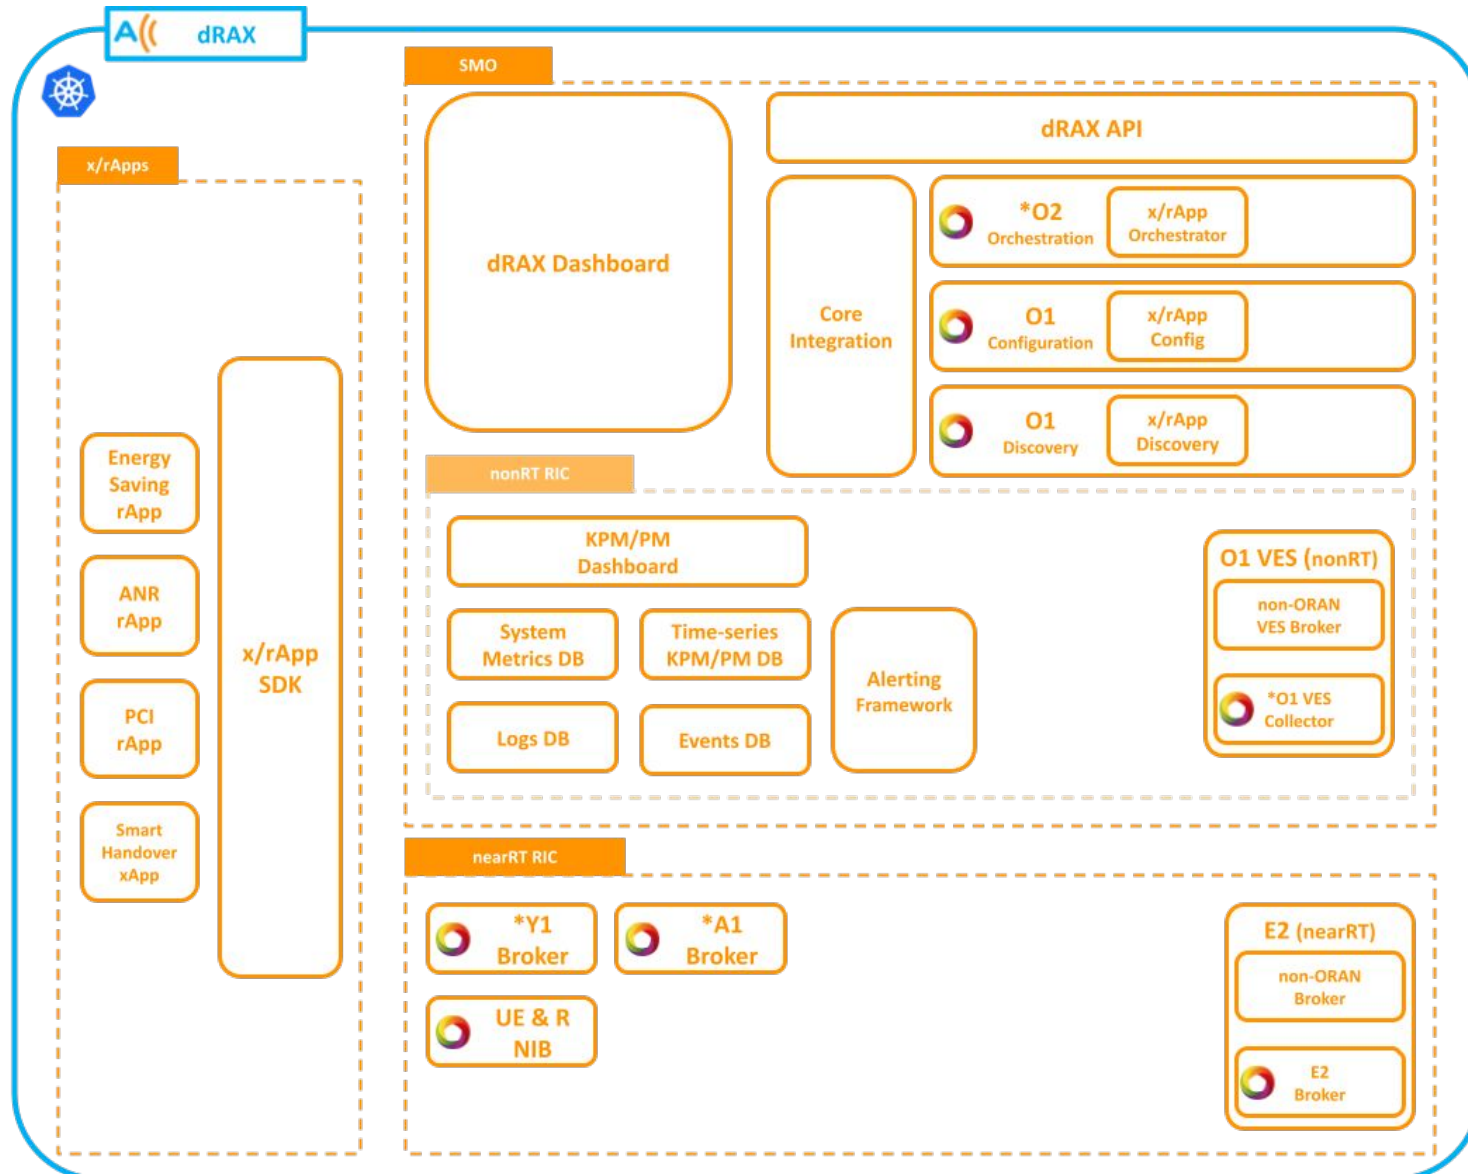 A dRAX
SMO
dRAX API
x/rApps
dRAX Dashboard
Core
Integration
*O2
Orchestration
x/rApp
Orchestrator
O1
Configuration
x/rApp
Config
O1
Discovery
x/rApp
Discovery
Energy
Saving
rApp
ANR
rApp
PCI
rApp
Smart
Handover
xApp
x/rApp
SDK
nonRT RIC
KPM/PM
Dashboard
System
Metrics DB
Time-series
KPM/PM DB
Logs DB
Events DB
Alerting
Framework
O1 VES (nonRT)
non-ORAN
VES Broker
*O1 VES
Collector
nearRT RIC
*Y1
Broker
*A1
Broker
UE & R
NIB
E2 (nearRT)
non-ORAN
Broker
E2
Broker